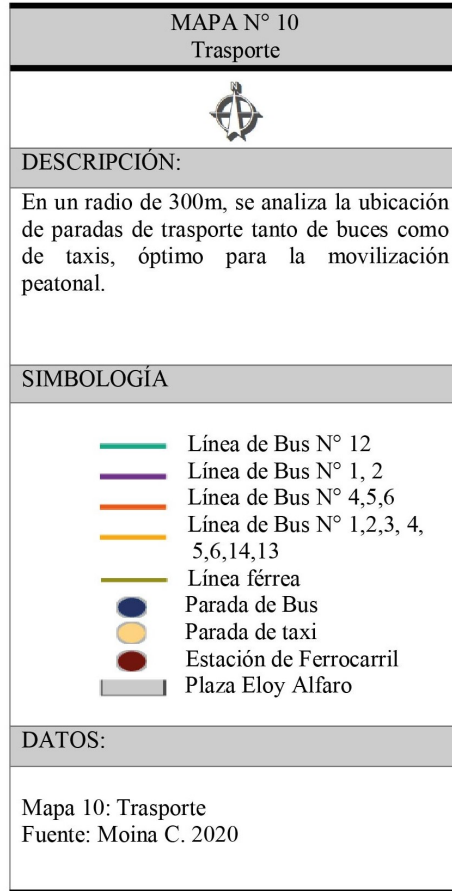 MAPA N° 10
Trasporte
DESCRIPCIÓN:
En un radio de 300m, se analiza la ubicación
de paradas de trasporte tanto de buces como
de taxis, óptimo para la movilización
peatonal.
SIMBOLOGÍA
Línea de Bus N° 12
Línea de Bus N° 1, 2
Línea de Bus N° 4,5,6
Línea de Bus N° 1,2,3, 4,
5,6,14,13
Línea férrea
Parada de Bus
Parada de taxi
Estación de Ferrocarril
Plaza Eloy Alfaro
DATOS:
Mapa 10: Trasporte
Fuente: Moina C. 2020